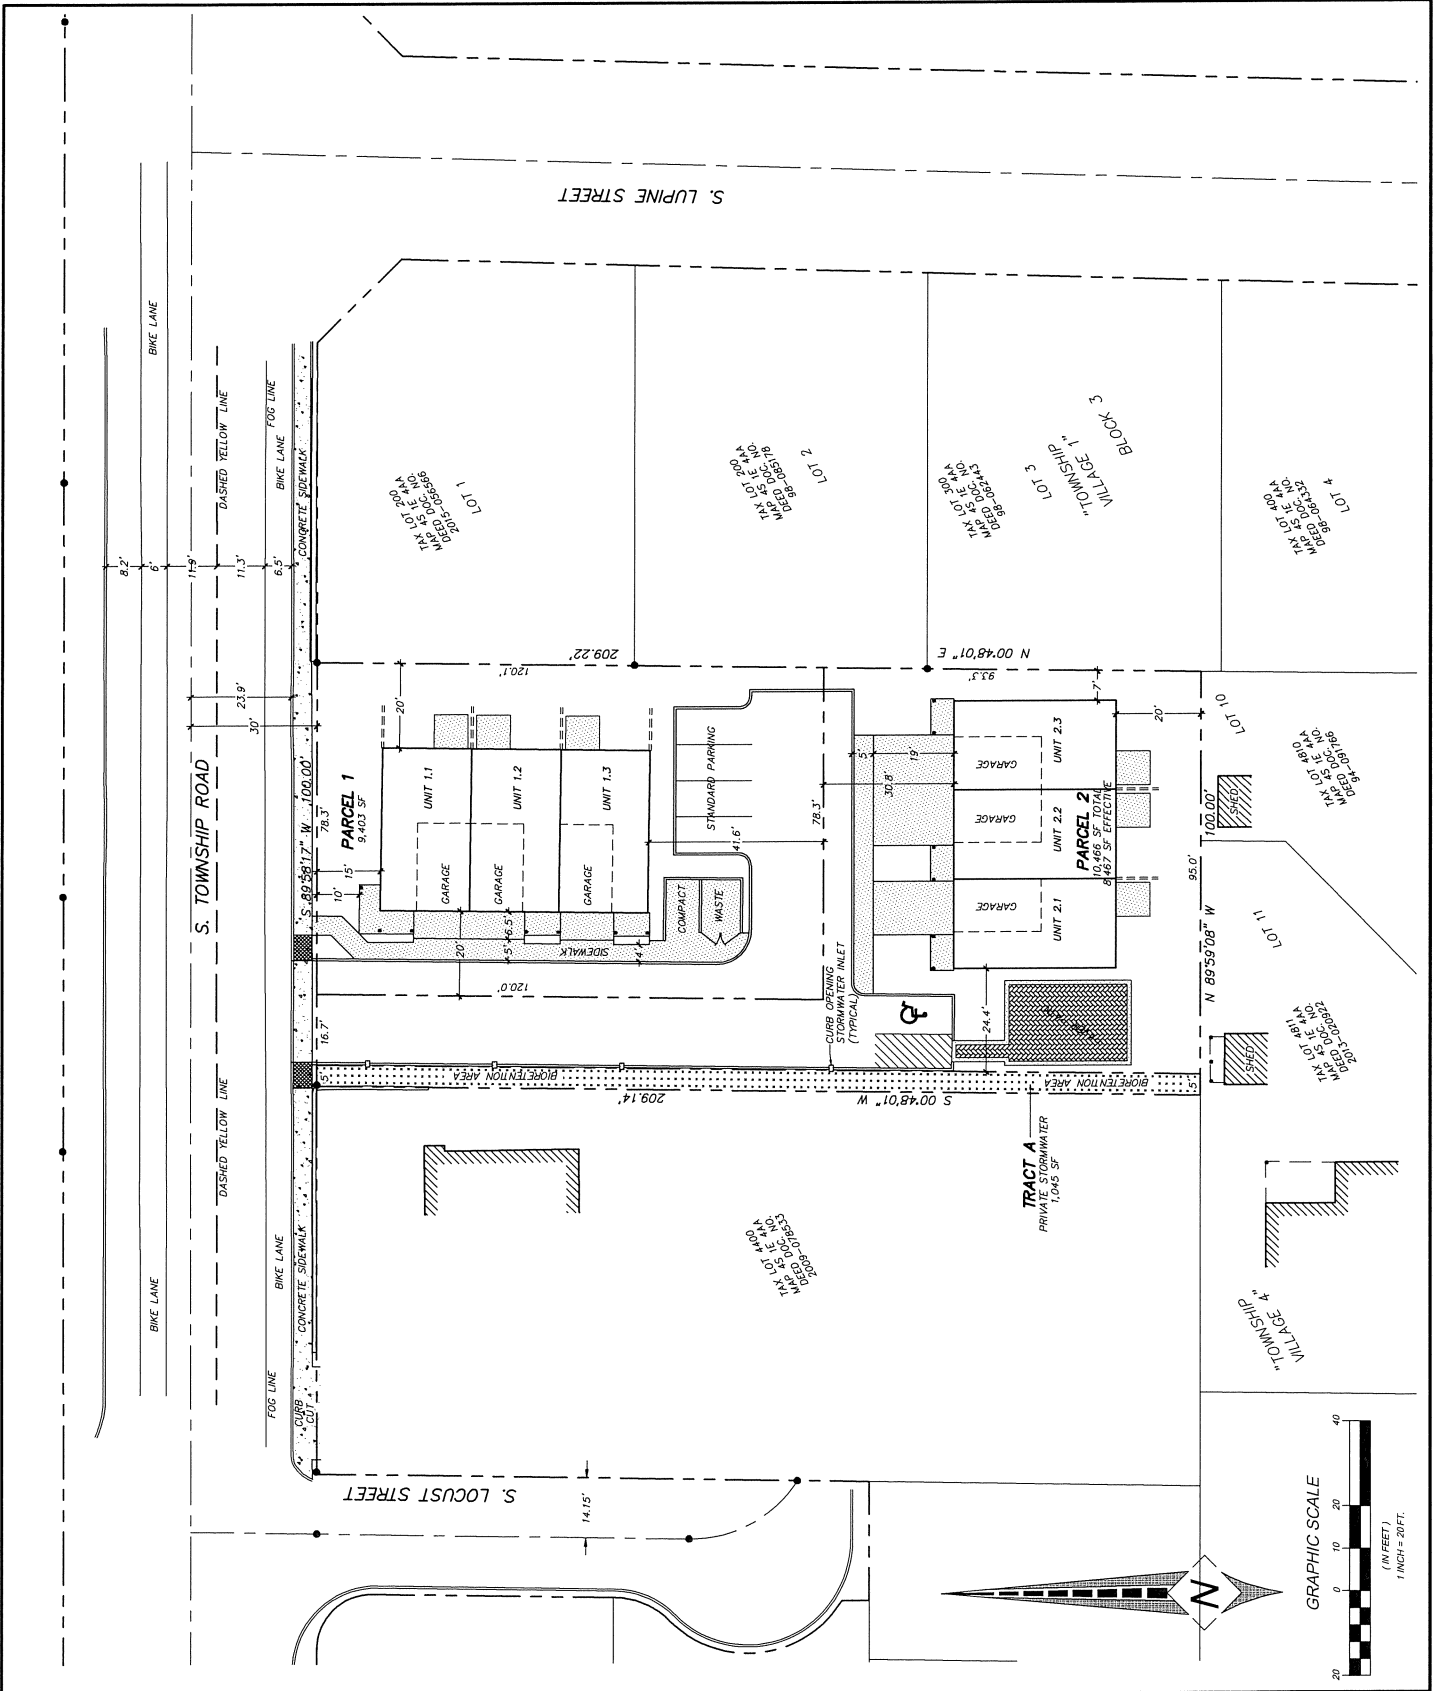 S. TOWNSHIP ROAD
S. LUPINE STREET
S. LOCUST STREET
BIKE LANE
BIKE LANE
DASHED YELLOW LINE
DASHED YELLOW LINE
FOG LINE
BIKE LANE
CONCRETE SIDEWALK
FOG LINE
BIKE LANE
CONCRETE SIDEWALK
CURB
CUT
8.2'
6'
11.9'
11.3'
6.5'
23.9'
30'
S 89°58'17" W 100.00'
78.3'
16.7'
5'
PARCEL 1
9,403 SF
15'
10'
20'
UNIT 1.1
UNIT 1.2
UNIT 1.3
GARAGE
GARAGE
GARAGE
20'
6.5'
5'
4'
SIDEWALK
120.0'
120.1'
209.22'
N 00°48'01" E
93.3'
STANDARD PARKING
COMPACT
WASTE
41.6'
78.3'
30.8'
5'
19'
7'
20'
CURB OPENING
STORMWATER INLET
(TYPICAL)
GARAGE
GARAGE
GARAGE
UNIT 2.1
UNIT 2.2
UNIT 2.3
PARCEL 2
10,466 SF TOTAL
8,467 SF EFFECTIVE
24.4'
95.0'
N 89°59'08" W
100.00'
BIORETENTION AREA
BIORETENTION AREA
5'
209.14'
S 00°48'01" W
TRACT A
PRIVATE STORMWATER
1,045 SF
TAX LOT 200
MAP 4S 1E 4AA
DEED DOC. NO.
2015-056566
LOT 1
TAX LOT 200
MAP 4S 1E 4AA
DEED DOC. NO.
98-085178
LOT 2
TAX LOT 300
MAP 4S 1E 4AA
DEED DOC. NO.
98-062443
LOT 3
"TOWNSHIP
VILLAGE 1"
BLOCK 3
TAX LOT 400
MAP 4S 1E 4AA
DEED DOC. NO.
98-064332
LOT 4
LOT 10
TAX LOT 4810
MAP 4S 1E 4AA
DEED DOC. NO.
94-091766
SHED
LOT 11
TAX LOT 4811
MAP 4S 1E 4AA
DEED DOC. NO.
2013-020922
SHED
TAX LOT 4400
MAP 4S 1E 4AA
DEED DOC. NO.
2009-078533
"TOWNSHIP
VILLAGE 4"
14.15'
N
GRAPHIC SCALE
20 0 10 20 40
( IN FEET )
1 INCH = 20 FT.